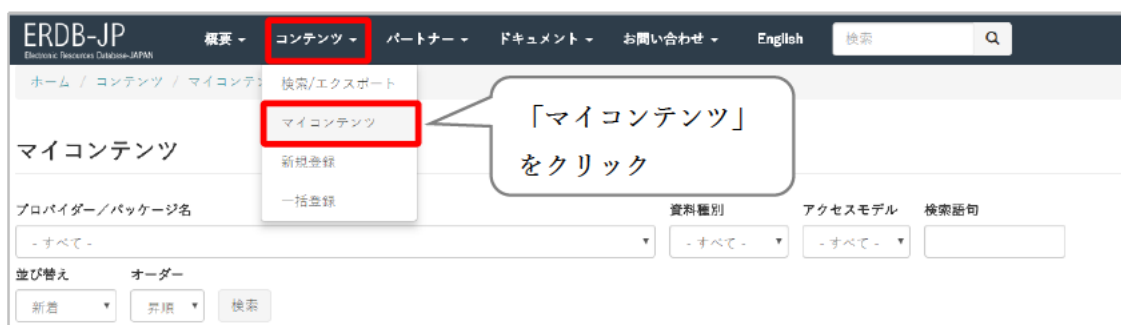 ERDB-JP
Electronic Resources Database-JAPAN
概要 コンテンツ パートナー ドキュメント お問い合わせ English 検索
ホーム / コンテンツ / マイコンテン
検索/エクスポート
マイコンテンツ
新規登録
一括登録
「マイコンテンツ」
をクリック
マイコンテンツ
プロバイダー／パッケージ名 資料種別 アクセスモデル 検索語句
- すべて - - すべて - - すべて -
並び替え オーダー
新着 昇順 検索